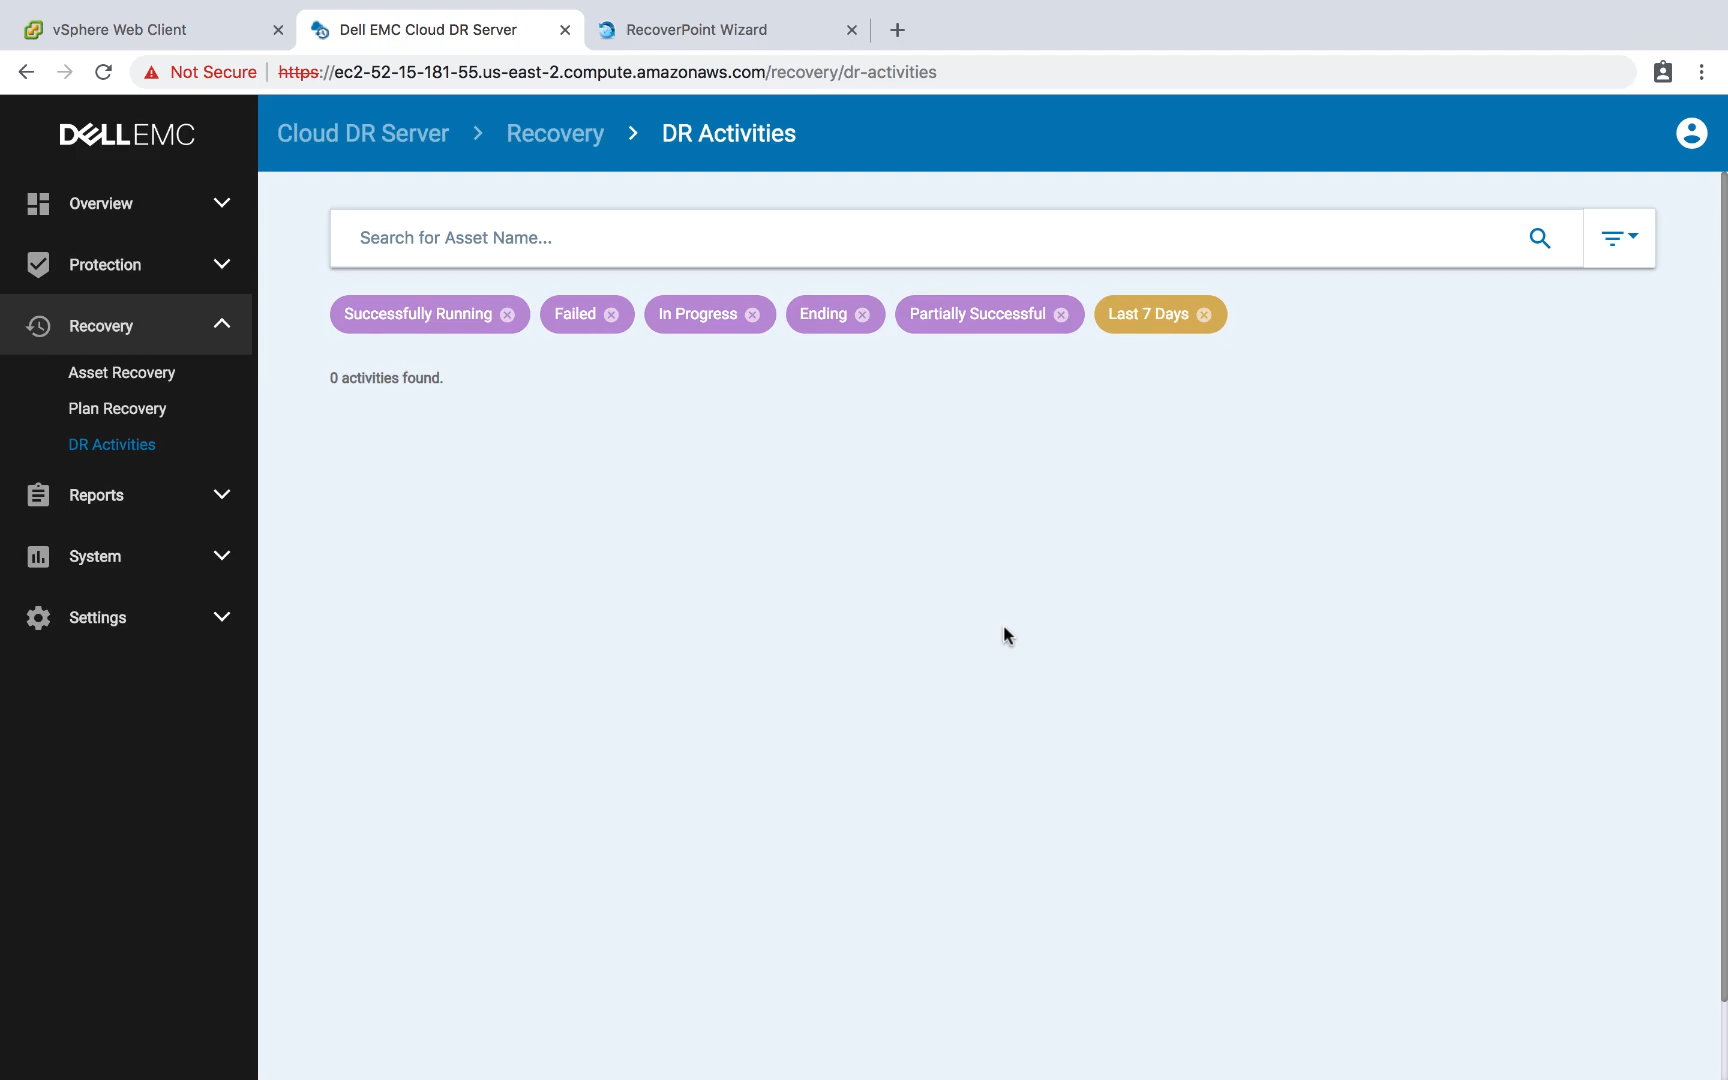 vSphere Web Client
Dell EMC Cloud DR Server
RecoverPoint Wizard
Not Secure
https://ec2-52-15-181-55.us-east-2.compute.amazonaws.com/recovery/dr-activities
DELLEMC
Cloud DR Server > Recovery > DR Activities
Overview
Protection
Recovery
Asset Recovery
Plan Recovery
DR Activities
Reports
System
Settings
Search for Asset Name...
Successfully Running
Failed
In Progress
Ending
Partially Successful
Last 7 Days
0 activities found.